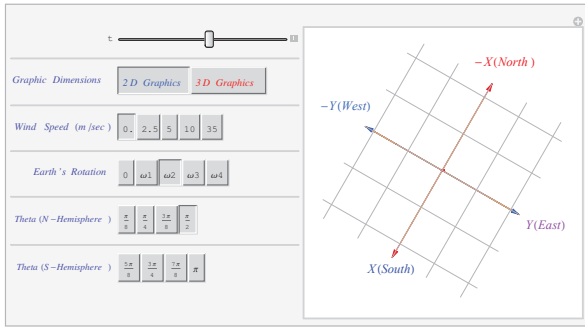 t
Graphic Dimensions 2 D Graphics 3 D Graphics
Wind Speed (m/sec) 0. 2.5 5 10 35
Earth's Rotation 0 ω1 ω2 ω3 ω4
Theta (N-Hemisphere) π/8 π/4 3π/8 π/2
Theta (S-Hemisphere) 5π/8 3π/4 7π/8 π
-X(North)
-Y(West)
Y(East)
X(South)